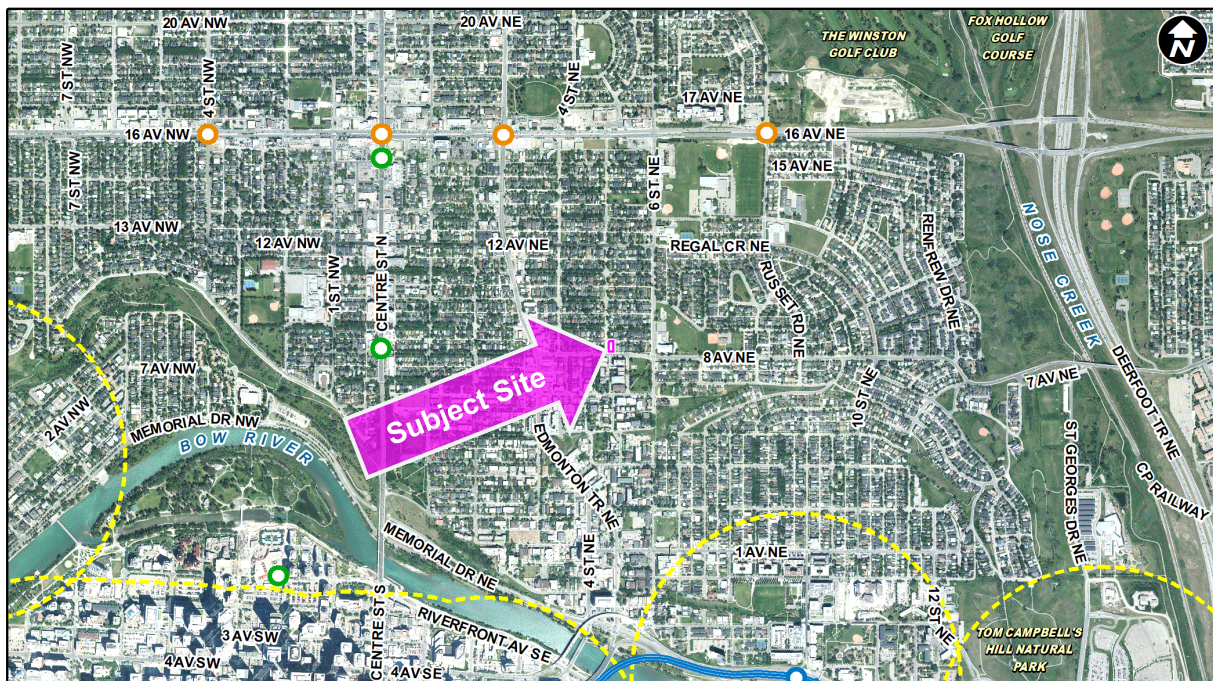 20 AV NW
20 AV NE
FOX HOLLOW
GOLF
COURSE
THE WINSTON
GOLF CLUB
N
7 ST NW
4 ST NW
4 ST NE
17 AV NE
16 AV NW
16 AV NE
7 ST NW
15 AV NE
6 ST NE
13 AV NW
12 AV NW
1 ST NW
CENTRE ST N
12 AV NE
REGAL CR NE
RUSSET RD NE
RENFREW DR NE
NOSE CREEK
DEERFOOT TR NE
8 AV NE
7 AV NW
7 AV NE
Subject Site
2 AV NW
MEMORIAL DR NW
BOW RIVER
10 ST NE
EDMONTON TR NE
ST GEORGES DR NE
CP RAILWAY
MEMORIAL DR NE
4 ST NE
1 AV NE
12 ST NE
CENTRE ST S
RIVERFRONT AV SE
3 AV SW
4 AV SW
4 AV SE
TOM CAMPBELL'S
HILL NATURAL
PARK